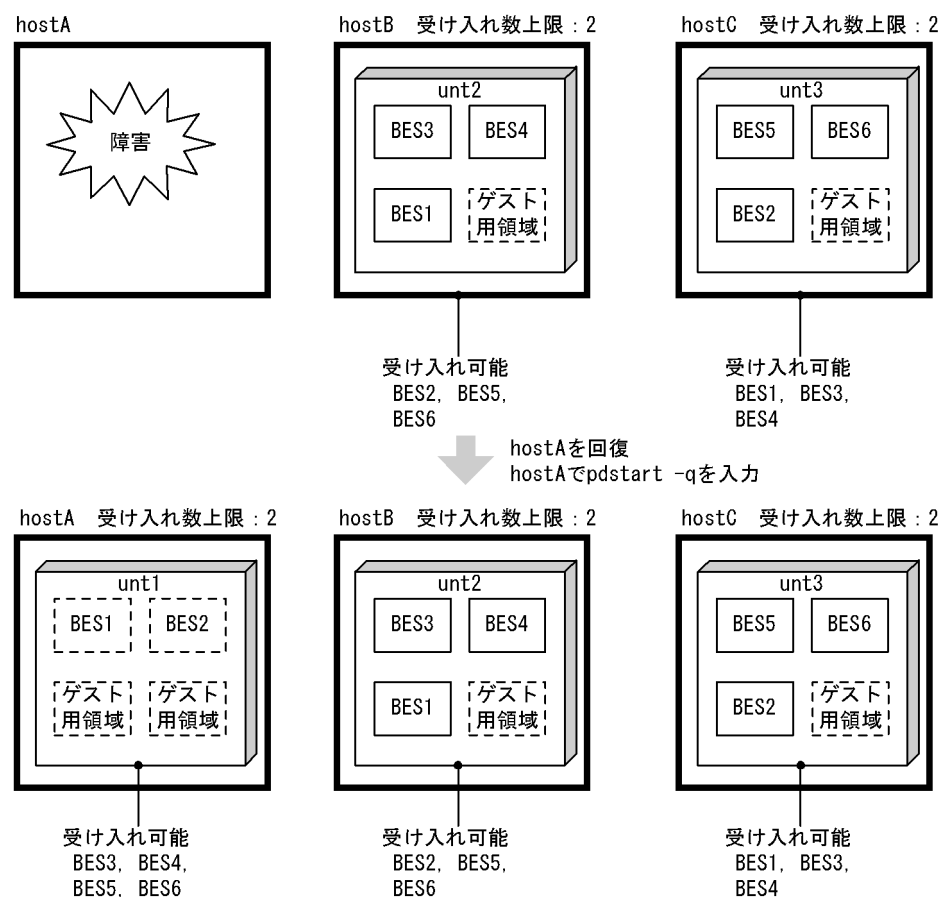 hostA
hostB　受け入れ数上限：2
hostC　受け入れ数上限：2
障害
unt2
BES3
BES4
BES1
ゲスト
用領域
unt3
BES5
BES6
BES2
ゲスト
用領域
受け入れ可能
BES2, BES5,
BES6
受け入れ可能
BES1, BES3,
BES4
hostAを回復
hostAでpdstart -qを入力
hostA　受け入れ数上限：2
hostB　受け入れ数上限：2
hostC　受け入れ数上限：2
unt1
BES1
BES2
ゲスト
用領域
ゲスト
用領域
unt2
BES3
BES4
BES1
ゲスト
用領域
unt3
BES5
BES6
BES2
ゲスト
用領域
受け入れ可能
BES3, BES4,
BES5, BES6
受け入れ可能
BES2, BES5,
BES6
受け入れ可能
BES1, BES3,
BES4